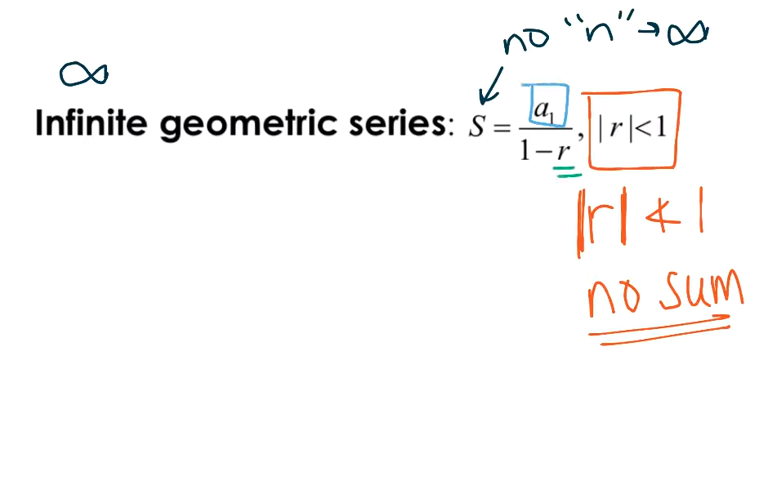 no "n" → ∞
∞
Infinite geometric series: S = a₁/(1−r), |r|<1
|r| ≮ 1
no sum